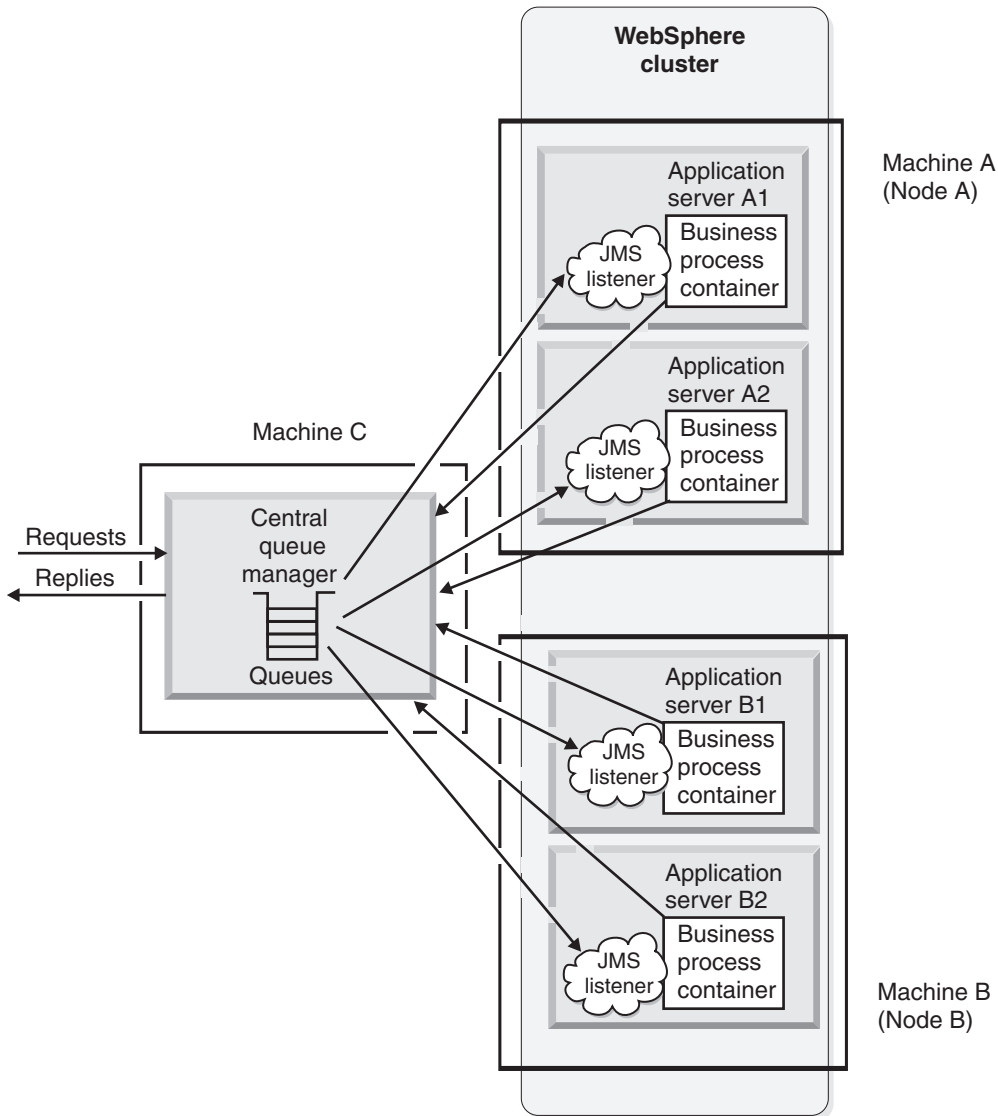 WebSphere
cluster
Machine A
(Node A)
Application
server A1
JMS
listener
Business
process
container
Application
server A2
JMS
listener
Business
process
container
Machine C
Requests
Replies
Central
queue
manager
Queues
Application
server B1
JMS
listener
Business
process
container
Application
server B2
JMS
listener
Business
process
container
Machine B
(Node B)